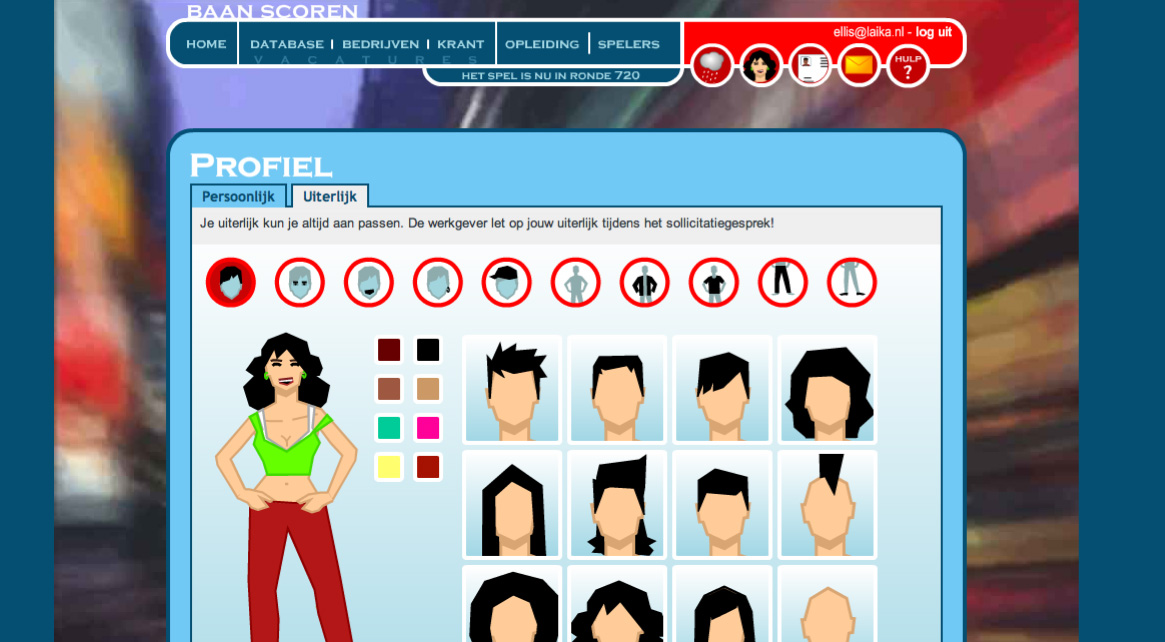 BAAN SCOREN
ellis@laika.nl - log uit
HOME DATABASE BEDRIJVEN KRANT OPLEIDING SPELERS
VACATURES
HULP
?
HET SPEL IS NU IN RONDE 720
PROFIEL
Persoonlijk Uiterlijk
Je uiterlijk kun je altijd aan passen. De werkgever let op jouw uiterlijk tijdens het sollicitatiegesprek!